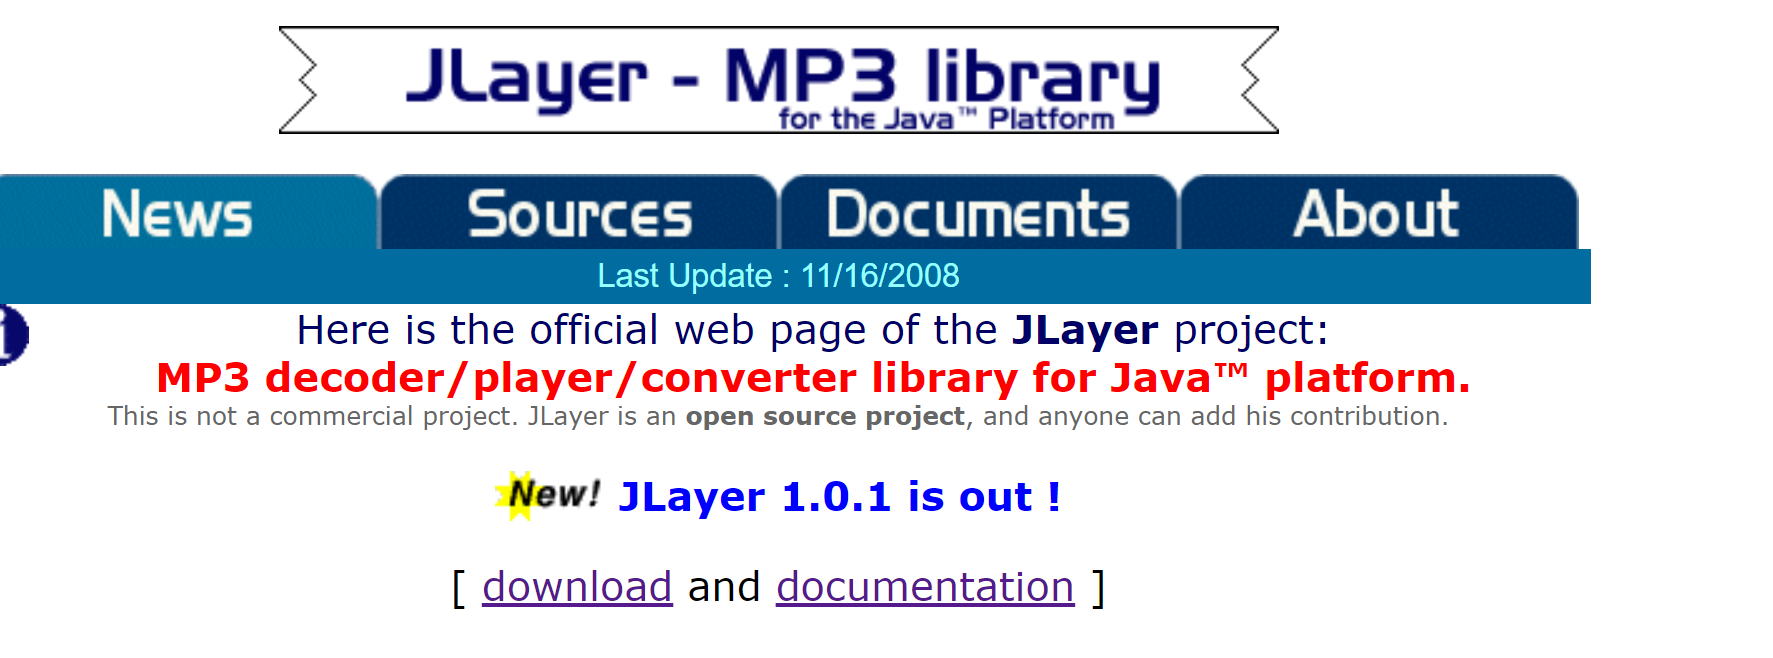 JLayer - MP3 library
for the Java™ Platform
News Sources Documents About
Last Update : 11/16/2008
Here is the official web page of the JLayer project:
MP3 decoder/player/converter library for Java™ platform.
This is not a commercial project. JLayer is an open source project, and anyone can add his contribution.
New! JLayer 1.0.1 is out !
[ download and documentation ]